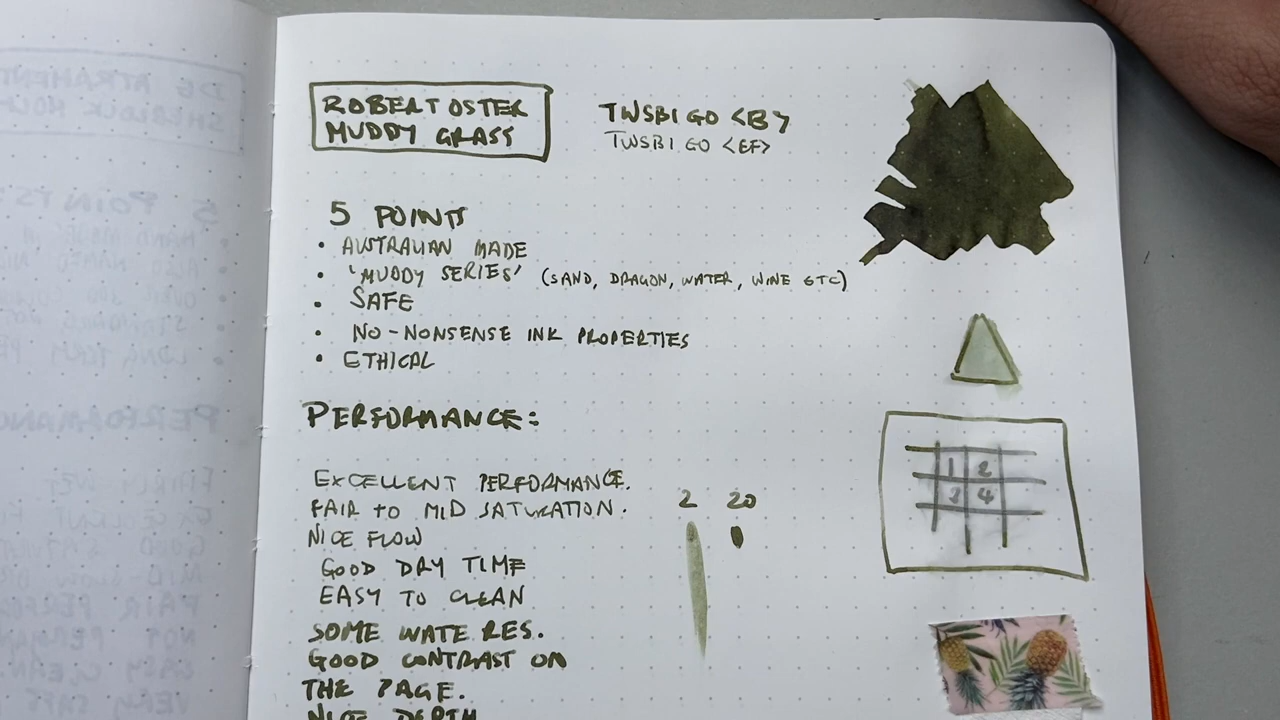 ROBERT OSTER
MUDDY GRASS
TWSBI GO <B>
TWSBI GO <EF>
5 POINTS
• AUSTRALIAN MADE
• 'MUDDY SERIES' (SAND, DRAGON, WATER, WINE ETC)
• SAFE
• NO-NONSENSE INK PROPERTIES
• ETHICAL
PERFORMANCE:
EXCELLENT PERFORMANCE.
FAIR TO MID SATURATION.
NICE FLOW
GOOD DRY TIME
EASY TO CLEAN
SOME WATE RES.
GOOD CONTRAST ON
THE PAGE.
NICE DEPTH
2 20
1 2
3 4